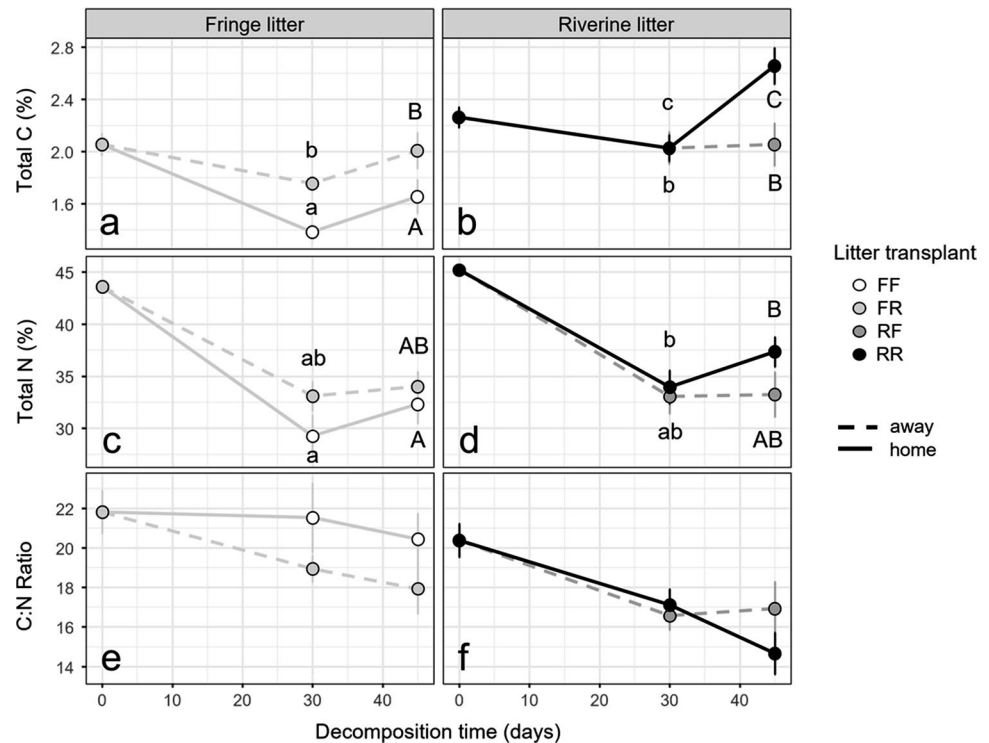 Fringe litter Riverine litter
Total C (%)
2.8
2.4
2.0
1.6
b
a
B
A
a
c
b
C
B
b
Total N (%)
45
40
35
30
ab
a
AB
A
c
b
ab
B
AB
d
C:N Ratio
22
20
18
16
14
e
f
0 10 20 30 40 0 10 20 30 40
Decomposition time (days)
Litter transplant
FF
FR
RF
RR
away
home